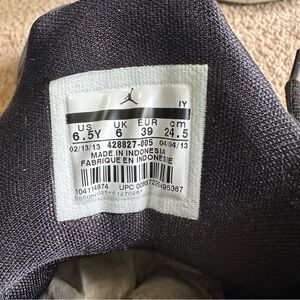 IY
US UK EUR cm
6.5Y 6 39 24.5
02/13/13 428827-005 04/04/13
MADE IN INDONESIA
FABRIQUE EN INDONESIE
104114874 UPC